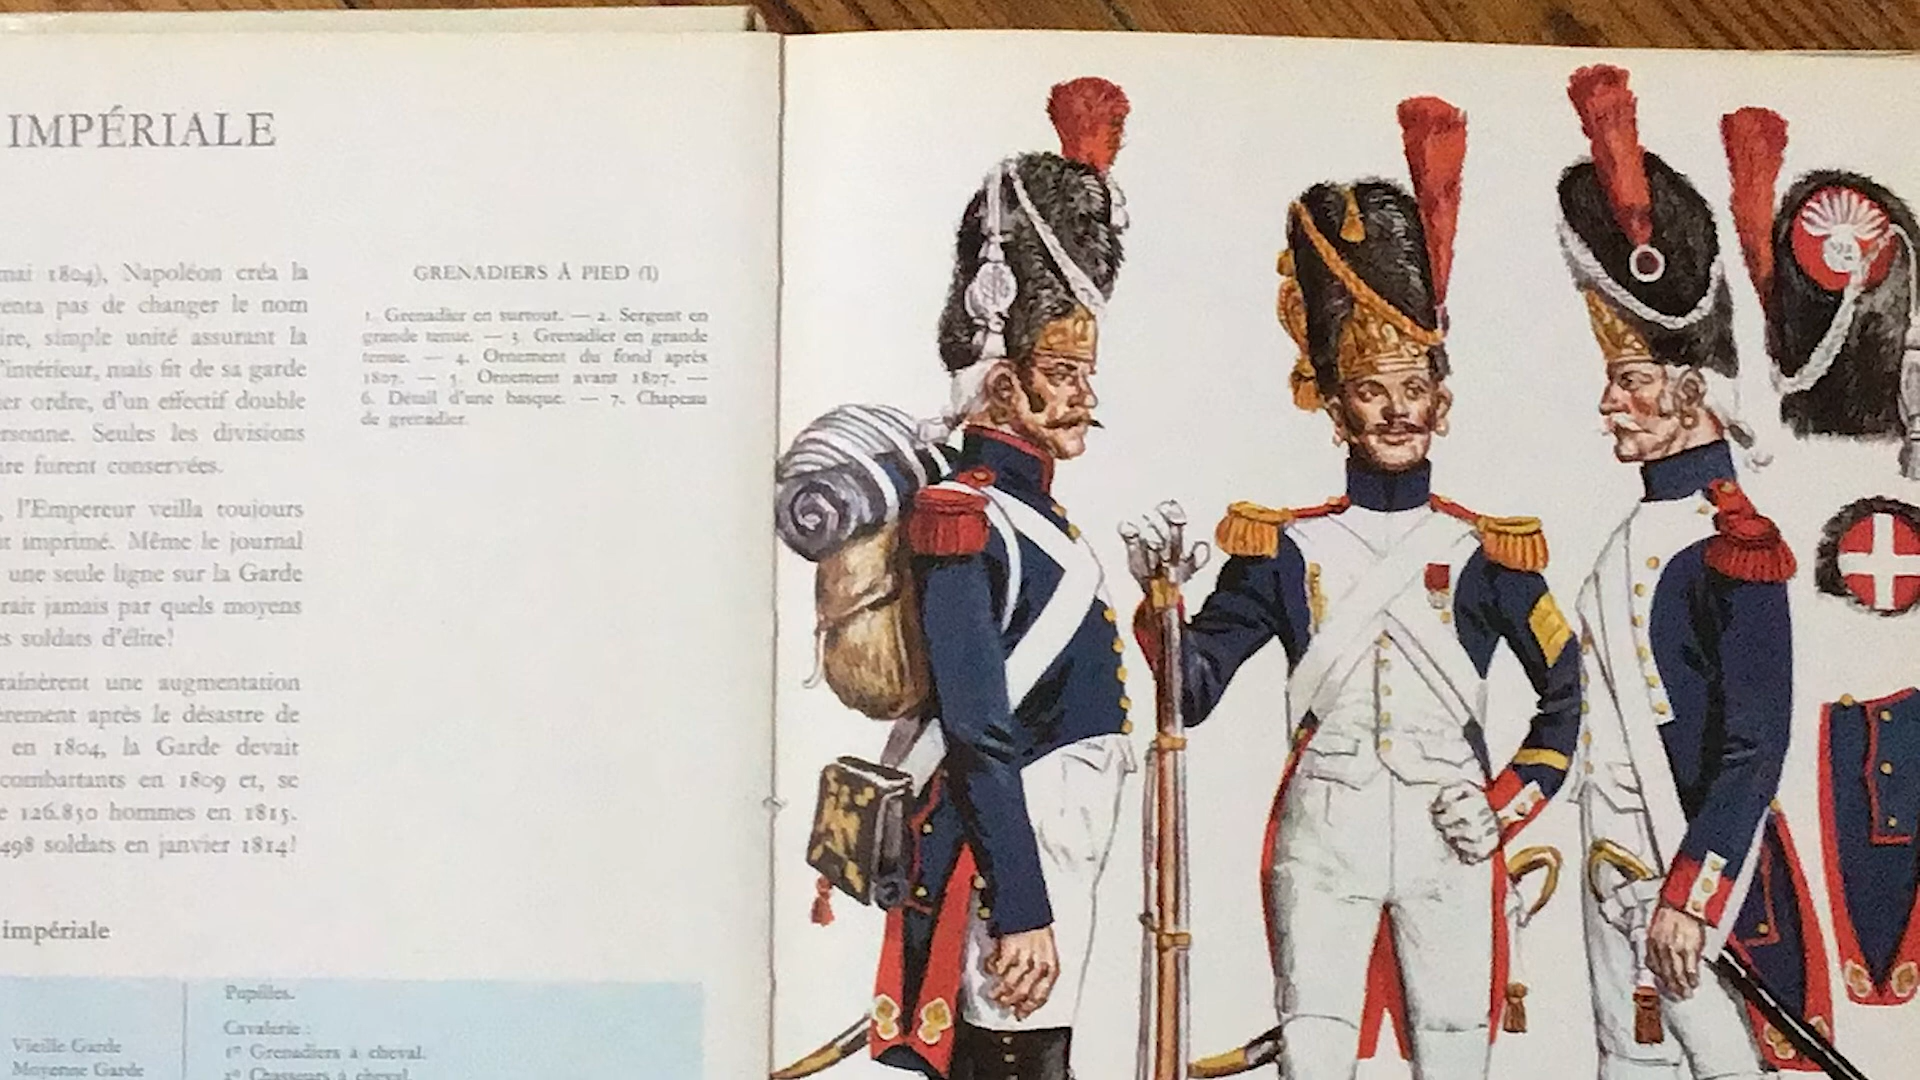 IMPÉRIALE
mai 1804), Napoléon créa la
enta pas de changer le nom
ire, simple unité assurant la
l'intérieur, mais fit de sa garde
er ordre, d'un effectif double
rsonne. Seules les divisions
ire furent conservées.
, l'Empereur veilla toujours
t imprimé. Même le journal
une seule ligne sur la Garde
rait jamais par quels moyens
es soldats d'élite!
raînèrent une augmentation
èrement après le désastre de
en 1804, la Garde devait
combattants en 1809 et, se
e 126.850 hommes en 1815.
498 soldats en janvier 1814!
impériale
Vieille Garde
Moyenne Garde
Pupilles.
Cavalerie :
1er Grenadiers à cheval.
1er Chasseurs à cheval.
GRENADIERS À PIED (I)
1. Grenadier en surtout. — 2. Sergent en
grande tenue. — 3. Grenadier en grande
tenue. — 4. Ornement du fond après
1807. — 5. Ornement avant 1807. —
6. Détail d'une basque. — 7. Chapeau
de grenadier.